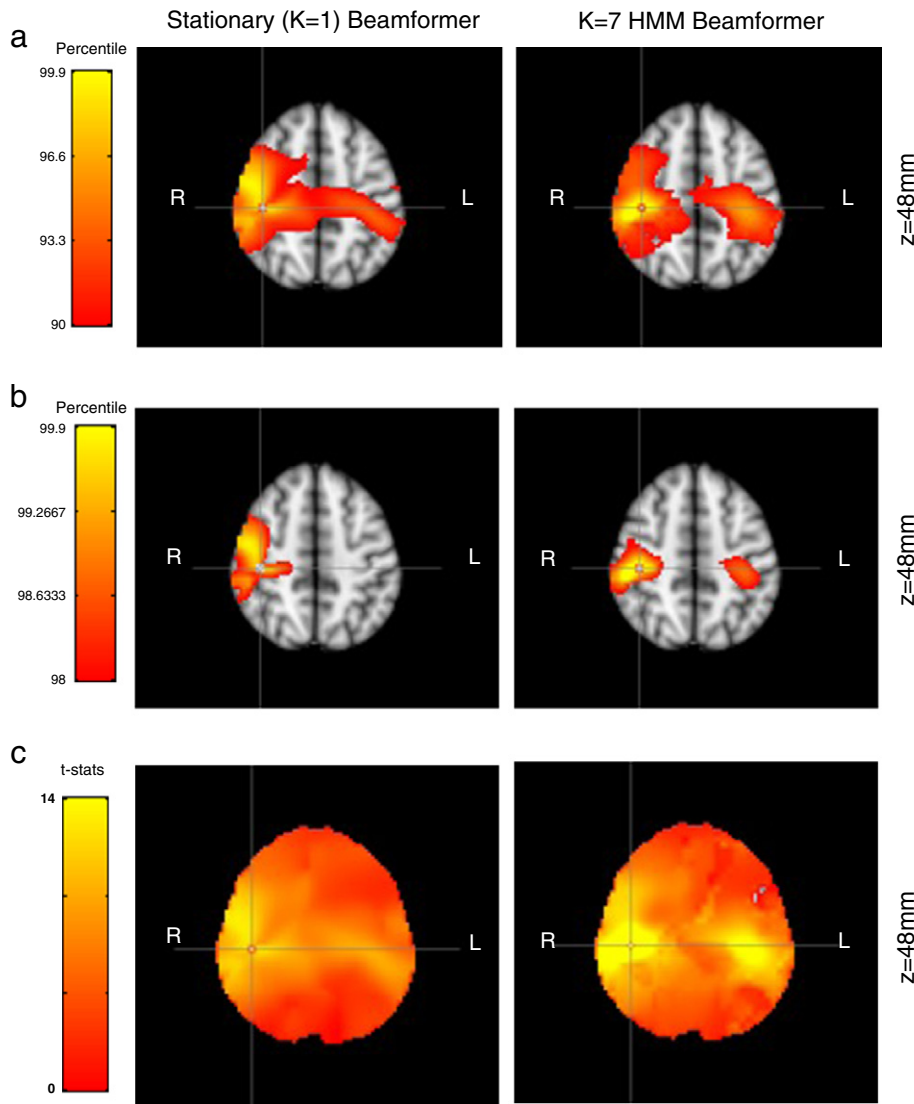 Stationary (K=1) Beamformer
K=7 HMM Beamformer
a
Percentile
99.9
96.6
93.3
90
R
L
R
L
z=48mm
b
Percentile
99.9
99.2667
98.6333
98
R
L
R
L
z=48mm
c
t-stats
14
0
R
L
R
L
z=48mm